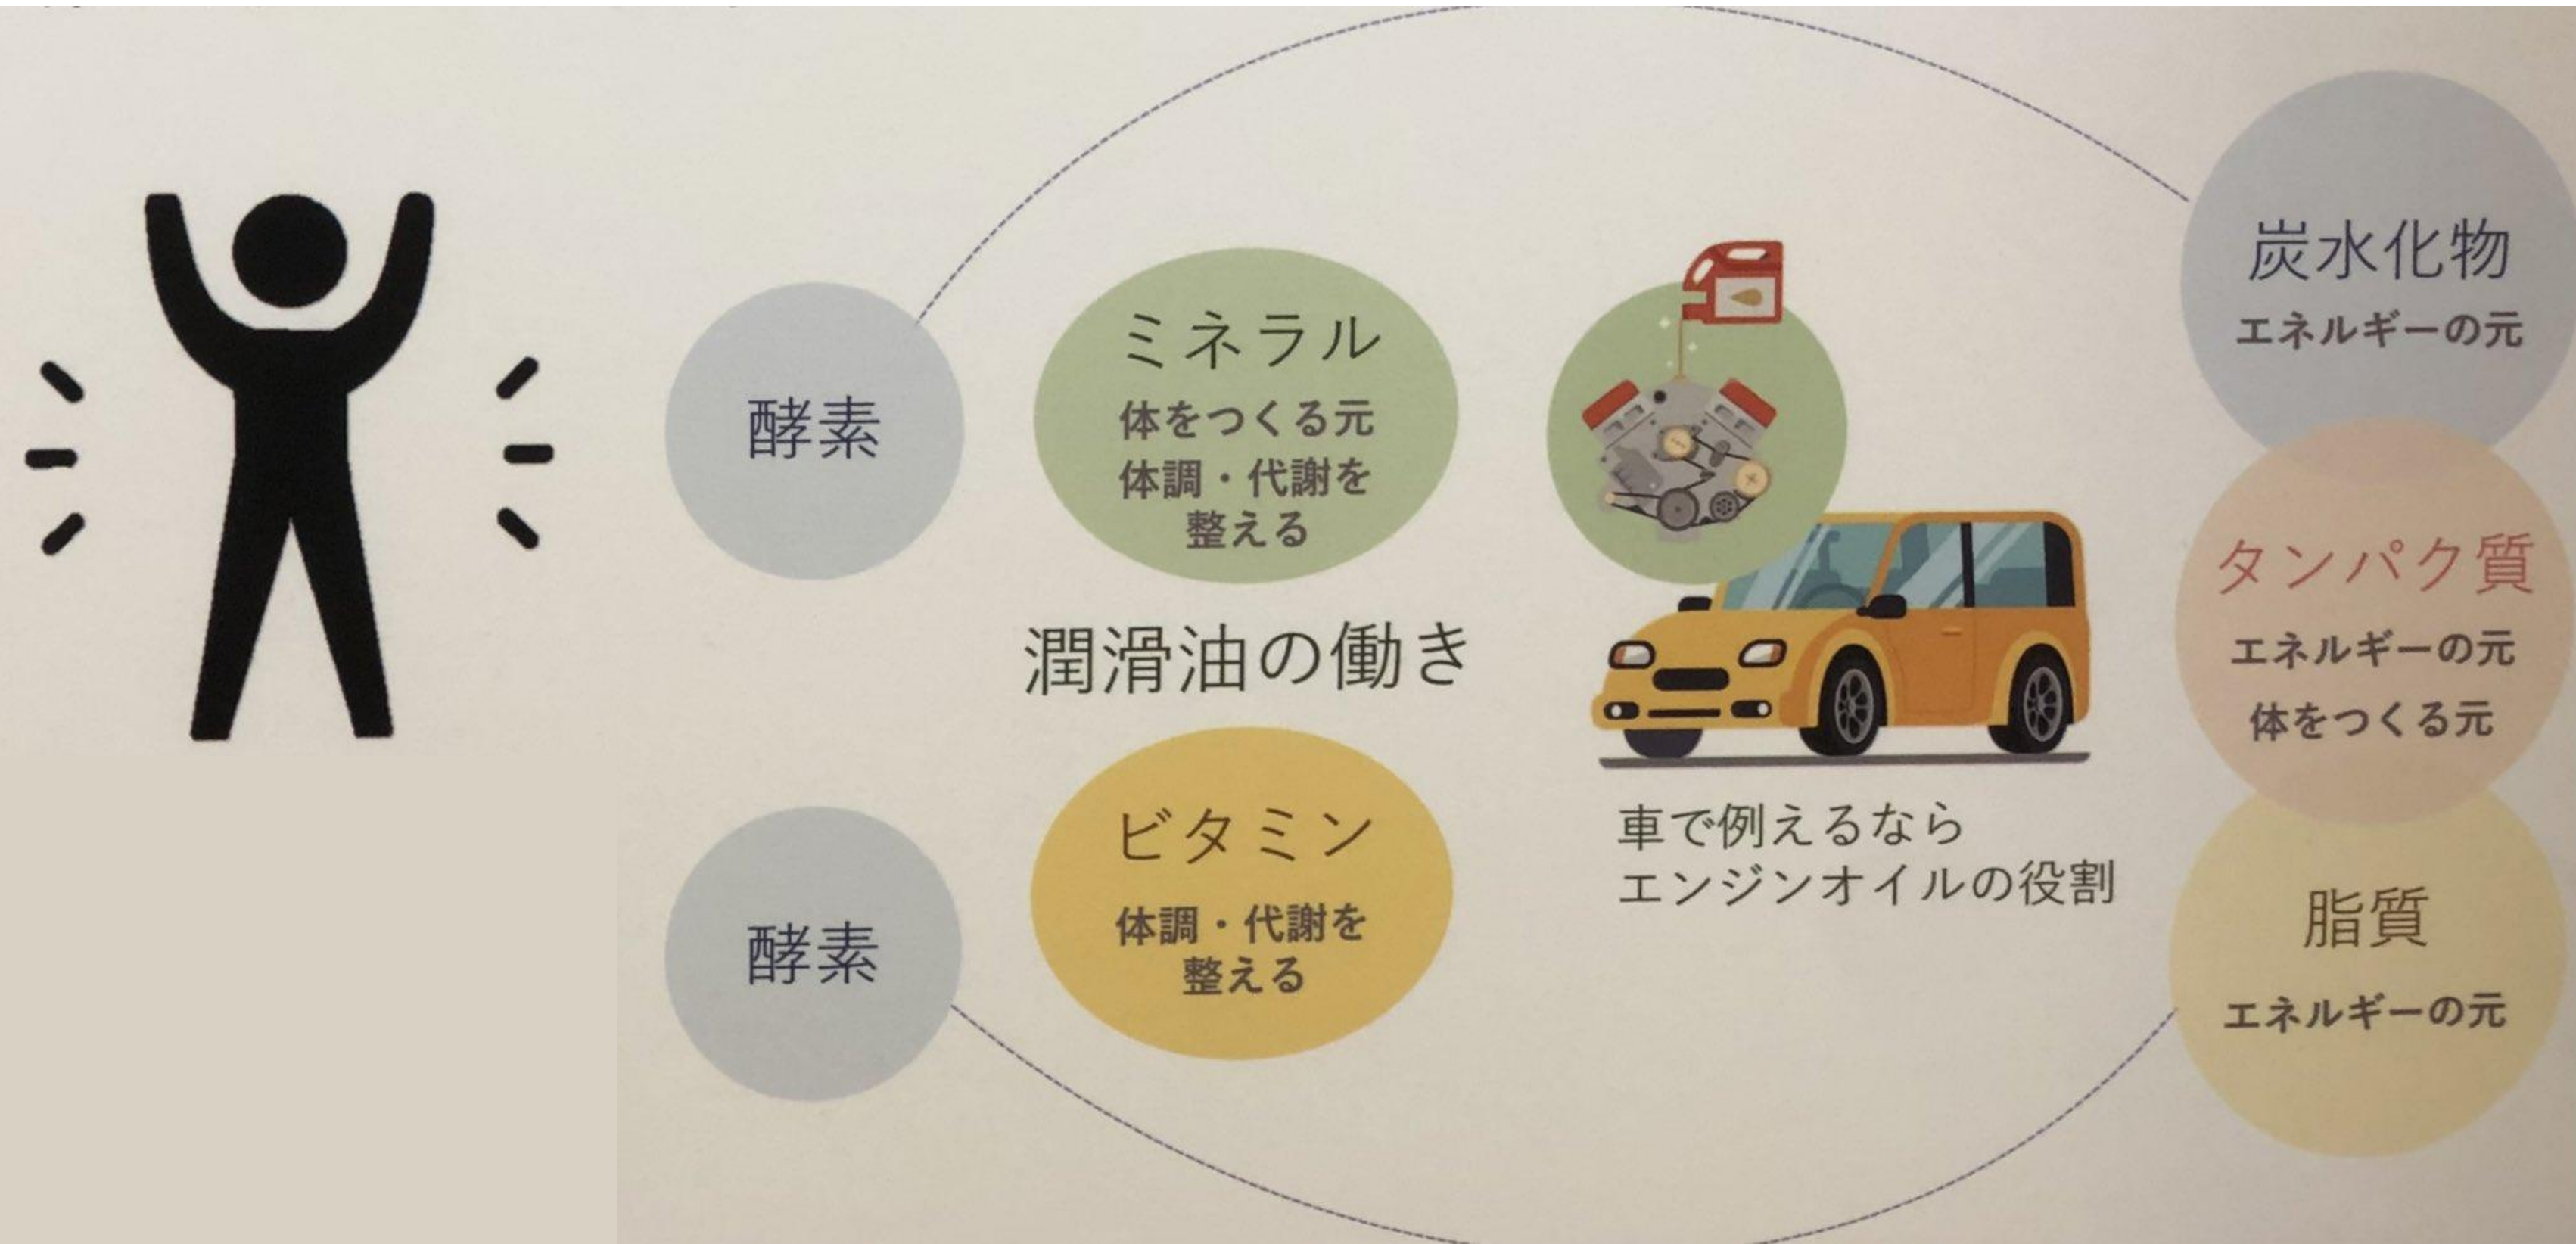 酵素
ミネラル
体をつくる元
体調・代謝を
整える
潤滑油の働き
酵素
ビタミン
体調・代謝を
整える
車で例えるなら
エンジンオイルの役割
炭水化物
エネルギーの元
タンパク質
エネルギーの元
体をつくる元
脂質
エネルギーの元